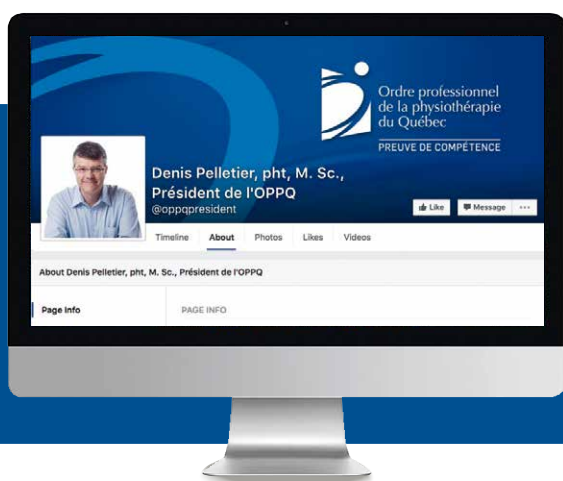 Ordre professionnel
de la physiothérapie
du Québec
PREUVE DE COMPÉTENCE
Denis Pelletier, pht, M. Sc.,
Président de l'OPPQ
@oppqpresident
Like Message ...
Timeline About Photos Likes Videos
About Denis Pelletier, pht, M. Sc., Président de l'OPPQ
Page Info PAGE INFO